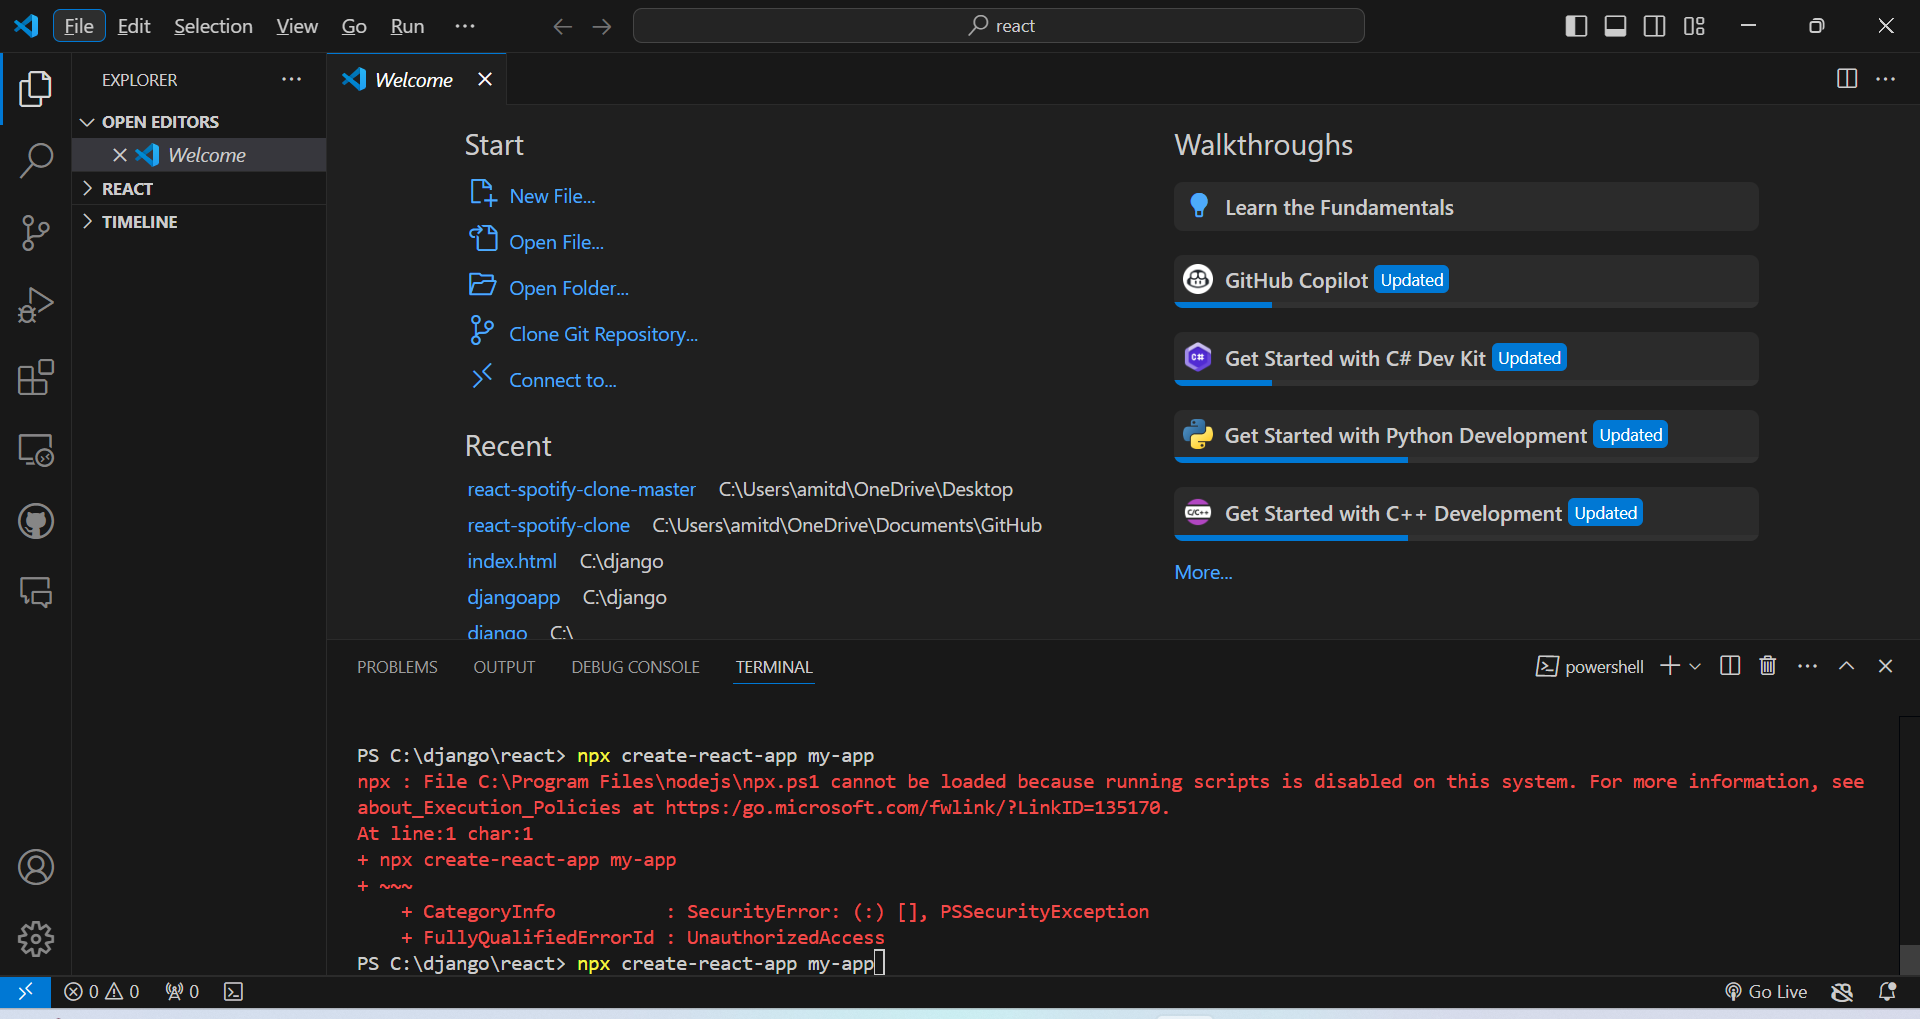 File Edit Selection View Go Run ···
react
EXPLORER ···
OPEN EDITORS
Welcome
REACT
TIMELINE
Welcome
Start
New File...
Open File...
Open Folder...
Clone Git Repository...
Connect to...
Recent
react-spotify-clone-master C:\Users\amitd\OneDrive\Desktop
react-spotify-clone C:\Users\amitd\OneDrive\Documents\GitHub
index.html C:\django
djangoapp C:\django
django C:\
Walkthroughs
Learn the Fundamentals
GitHub Copilot Updated
C# Get Started with C# Dev Kit Updated
Get Started with Python Development Updated
C/C++ Get Started with C++ Development Updated
More...
PROBLEMS OUTPUT DEBUG CONSOLE TERMINAL
powershell
PS C:\django\react> npx create-react-app my-app
npx : File C:\Program Files\nodejs\npx.ps1 cannot be loaded because running scripts is disabled on this system. For more information, see
about_Execution_Policies at https:/go.microsoft.com/fwlink/?LinkID=135170.
At line:1 char:1
+ npx create-react-app my-app
+ ~~~
+ CategoryInfo : SecurityError: (:) [], PSSecurityException
+ FullyQualifiedErrorId : UnauthorizedAccess
PS C:\django\react> npx create-react-app my-app
0 0 0
Go Live